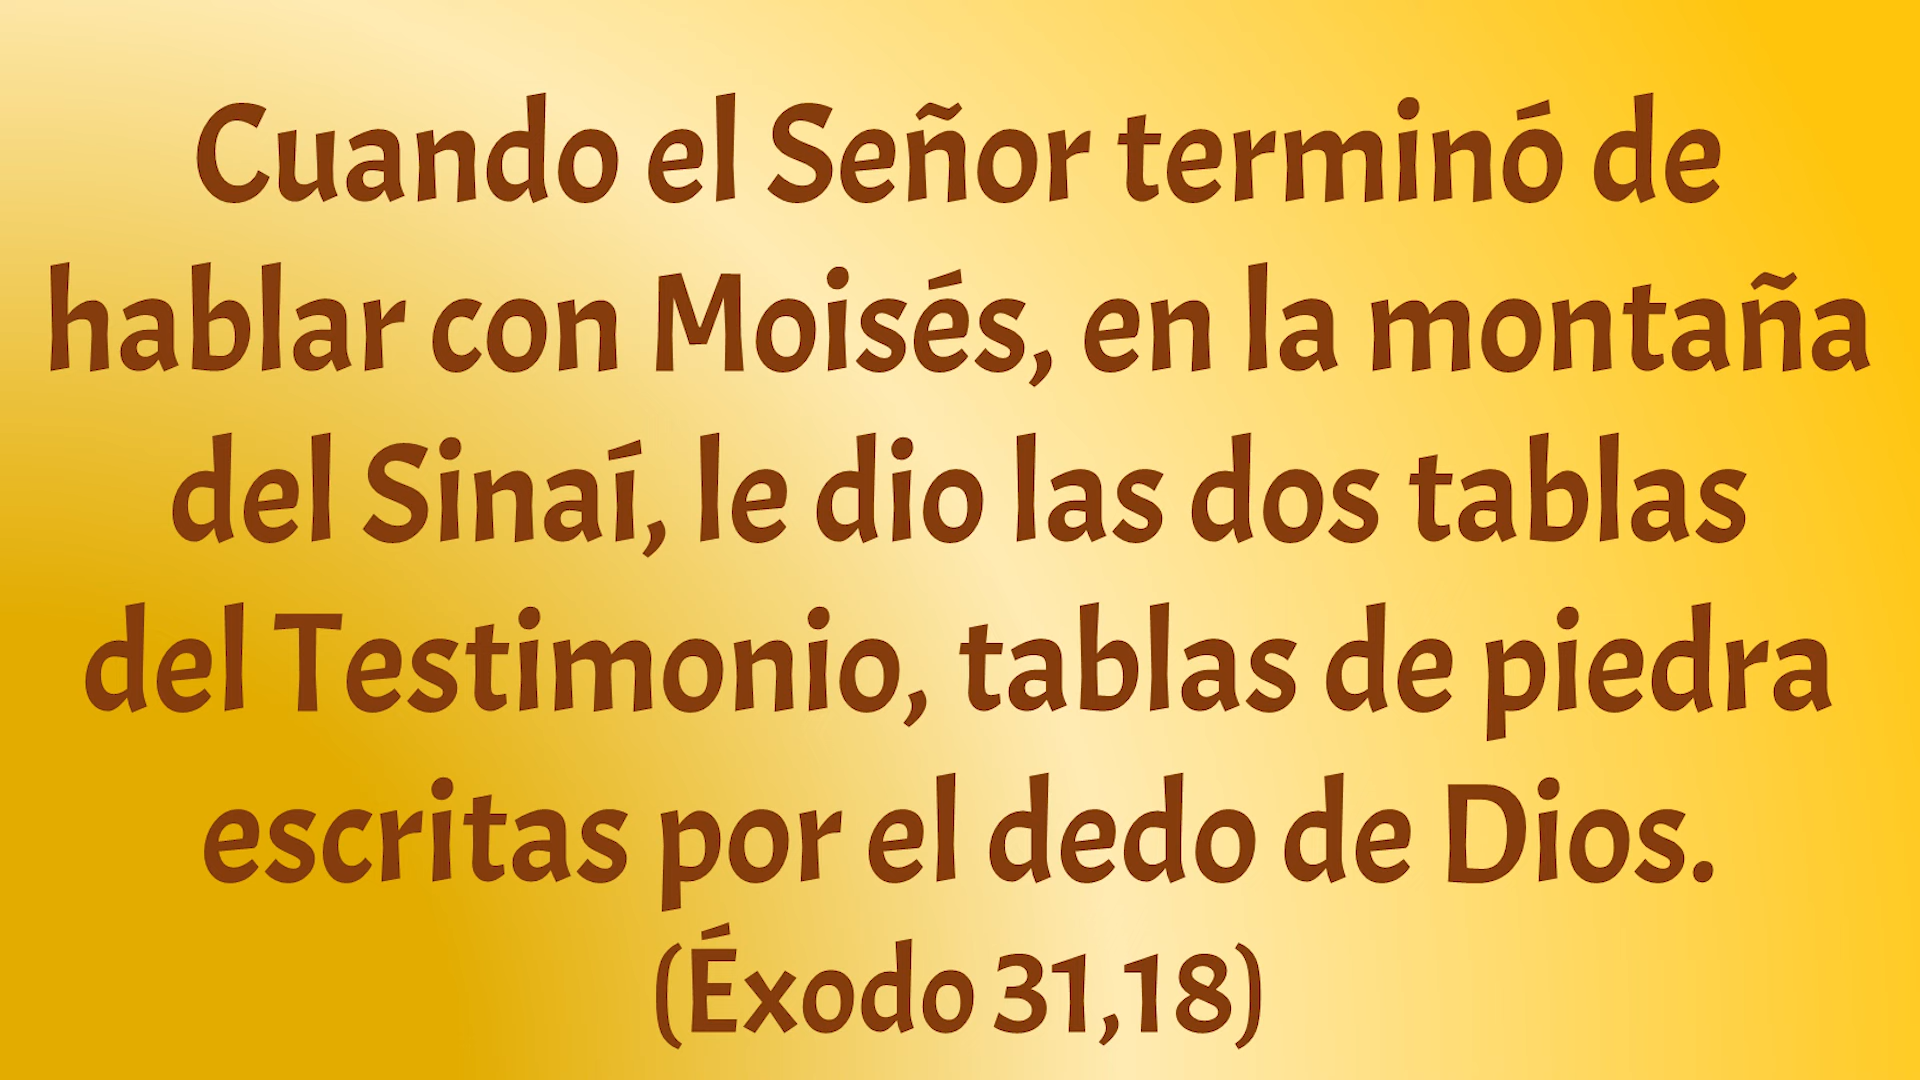 Cuando el Señor terminó de
hablar con Moisés, en la montaña
del Sinaí, le dio las dos tablas
del Testimonio, tablas de piedra
escritas por el dedo de Dios.
(Éxodo 31,18)